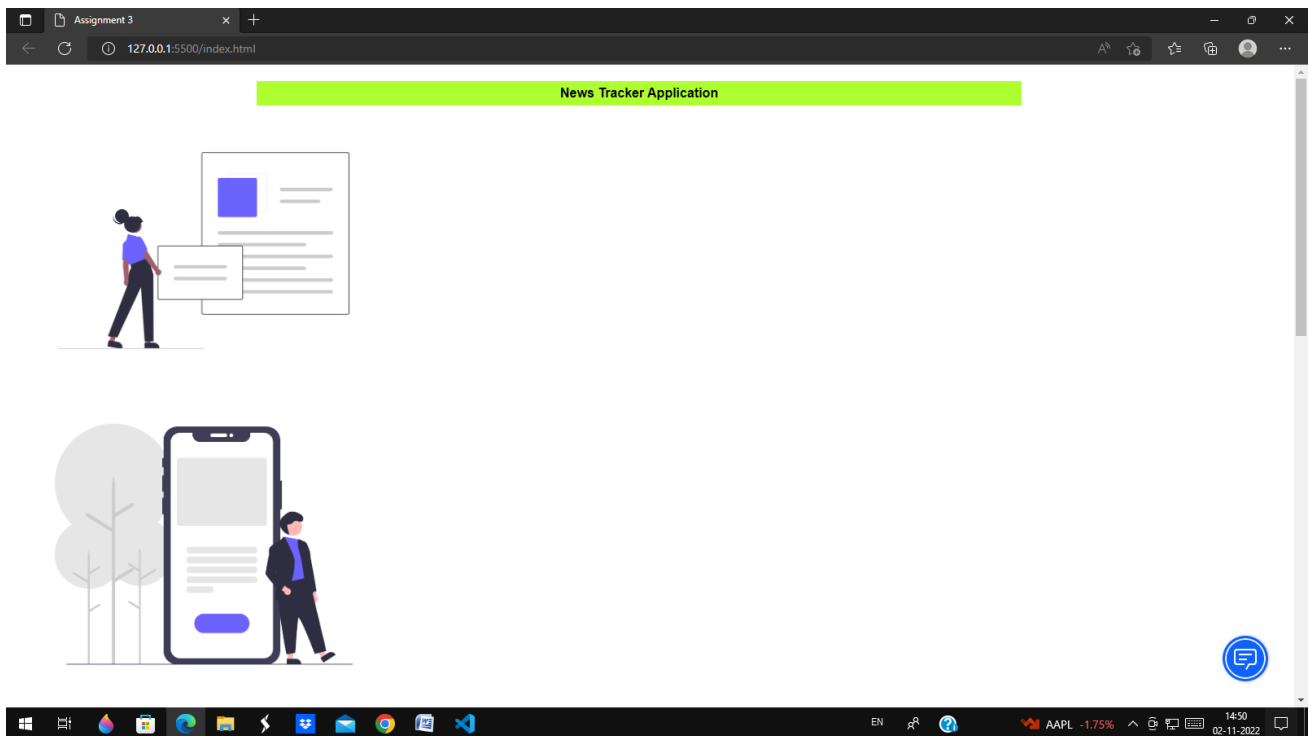 Assignment 3
127.0.0.1:5500/index.html
News Tracker Application
EN
AAPL -1.75%
14:50
02-11-2022